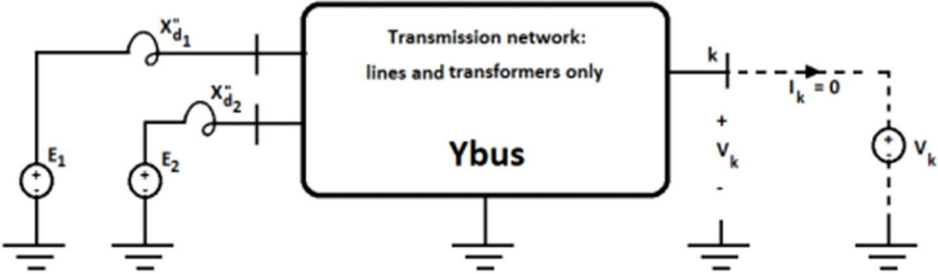 X"d1
Transmission network:
lines and transformers only
k
Ik = 0
X"d2
+
Vk
-
E1
+
-
E2
+
-
Ybus
+
-
Vk